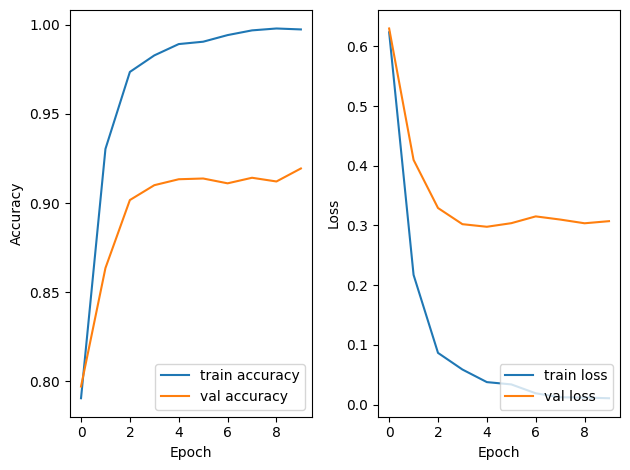 1.00
0.95
0.90
0.85
0.80
Accuracy
0 2 4 6 8
Epoch
train accuracy
val accuracy
0.6
0.5
0.4
0.3
0.2
0.1
0.0
Loss
0 2 4 6 8
Epoch
train loss
val loss